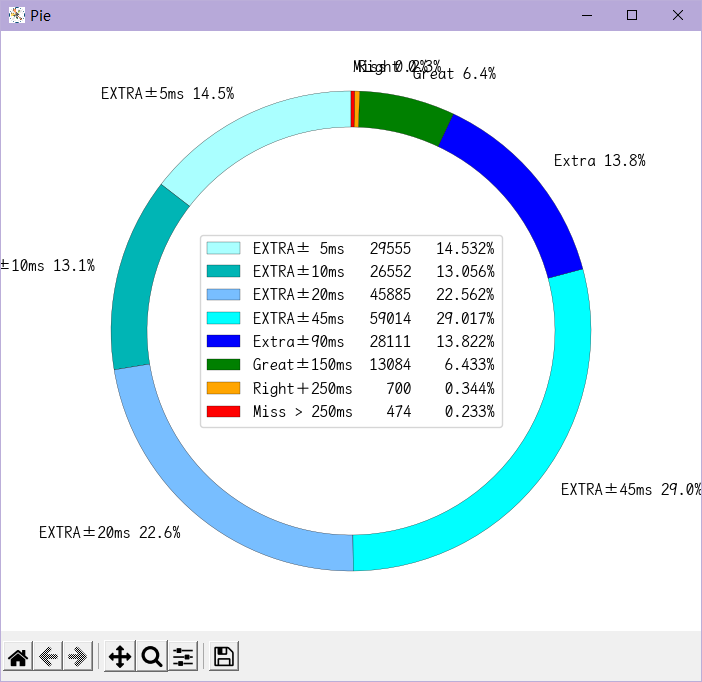 Pie
Miss 0.2%
Right 0.3%
Great 6.4%
EXTRA±5ms 14.5%
Extra 13.8%
±10ms 13.1%
EXTRA± 5ms 29555 14.532%
EXTRA±10ms 26552 13.056%
EXTRA±20ms 45885 22.562%
EXTRA±45ms 59014 29.017%
Extra±90ms 28111 13.822%
Great±150ms 13084 6.433%
Right+250ms 700 0.344%
Miss > 250ms 474 0.233%
EXTRA±45ms 29.0%
EXTRA±20ms 22.6%